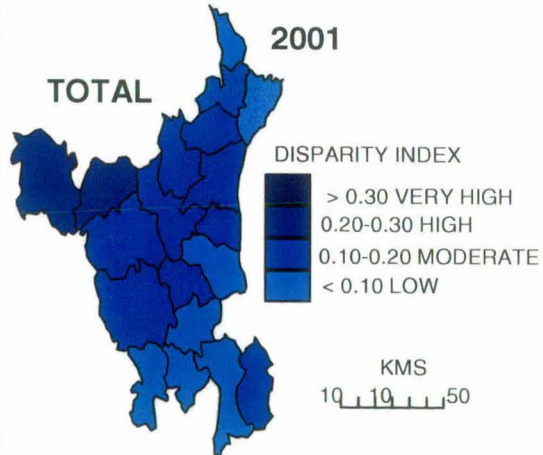 2001
TOTAL
DISPARITY INDEX
> 0.30 VERY HIGH
0.20-0.30 HIGH
0.10-0.20 MODERATE
< 0.10 LOW
KMS
10 10 50